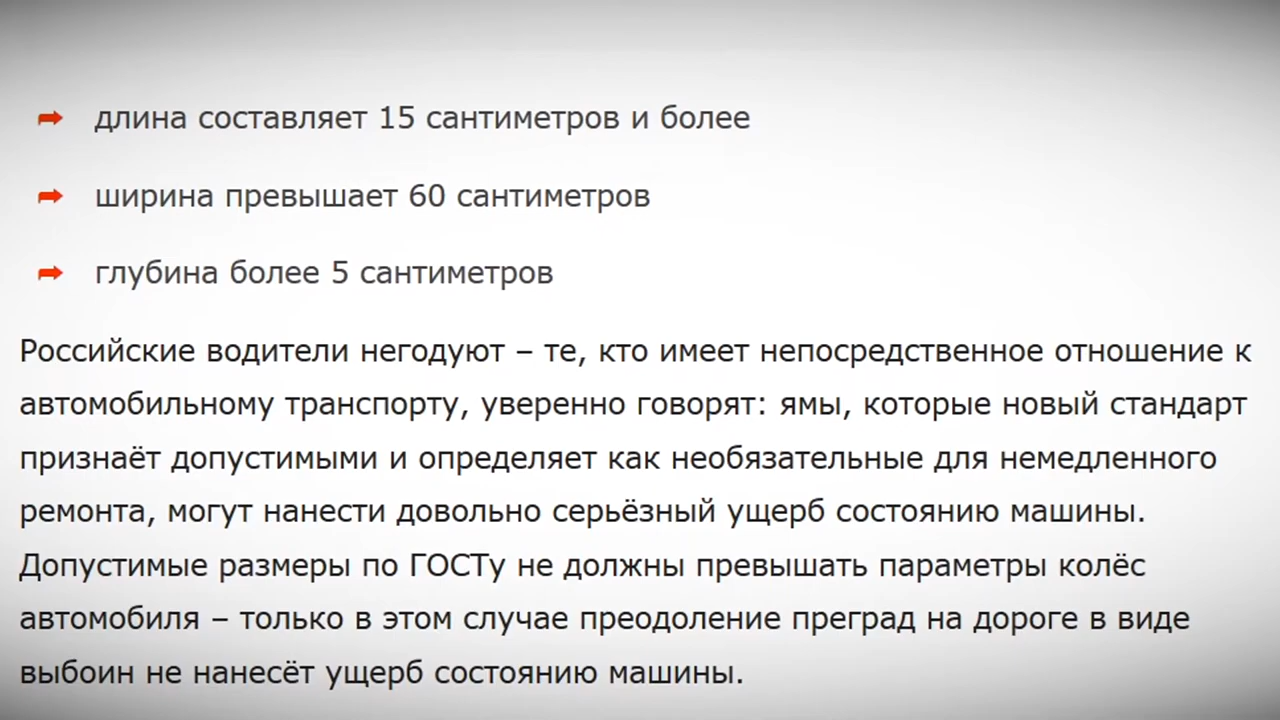 длина составляет 15 сантиметров и более
ширина превышает 60 сантиметров
глубина более 5 сантиметров
Российские водители негодуют – те, кто имеет непосредственное отношение к
автомобильному транспорту, уверенно говорят: ямы, которые новый стандарт
признаёт допустимыми и определяет как необязательные для немедленного
ремонта, могут нанести довольно серьёзный ущерб состоянию машины.
Допустимые размеры по ГОСТу не должны превышать параметры колёс
автомобиля – только в этом случае преодоление преград на дороге в виде
выбоин не нанесёт ущерб состоянию машины.